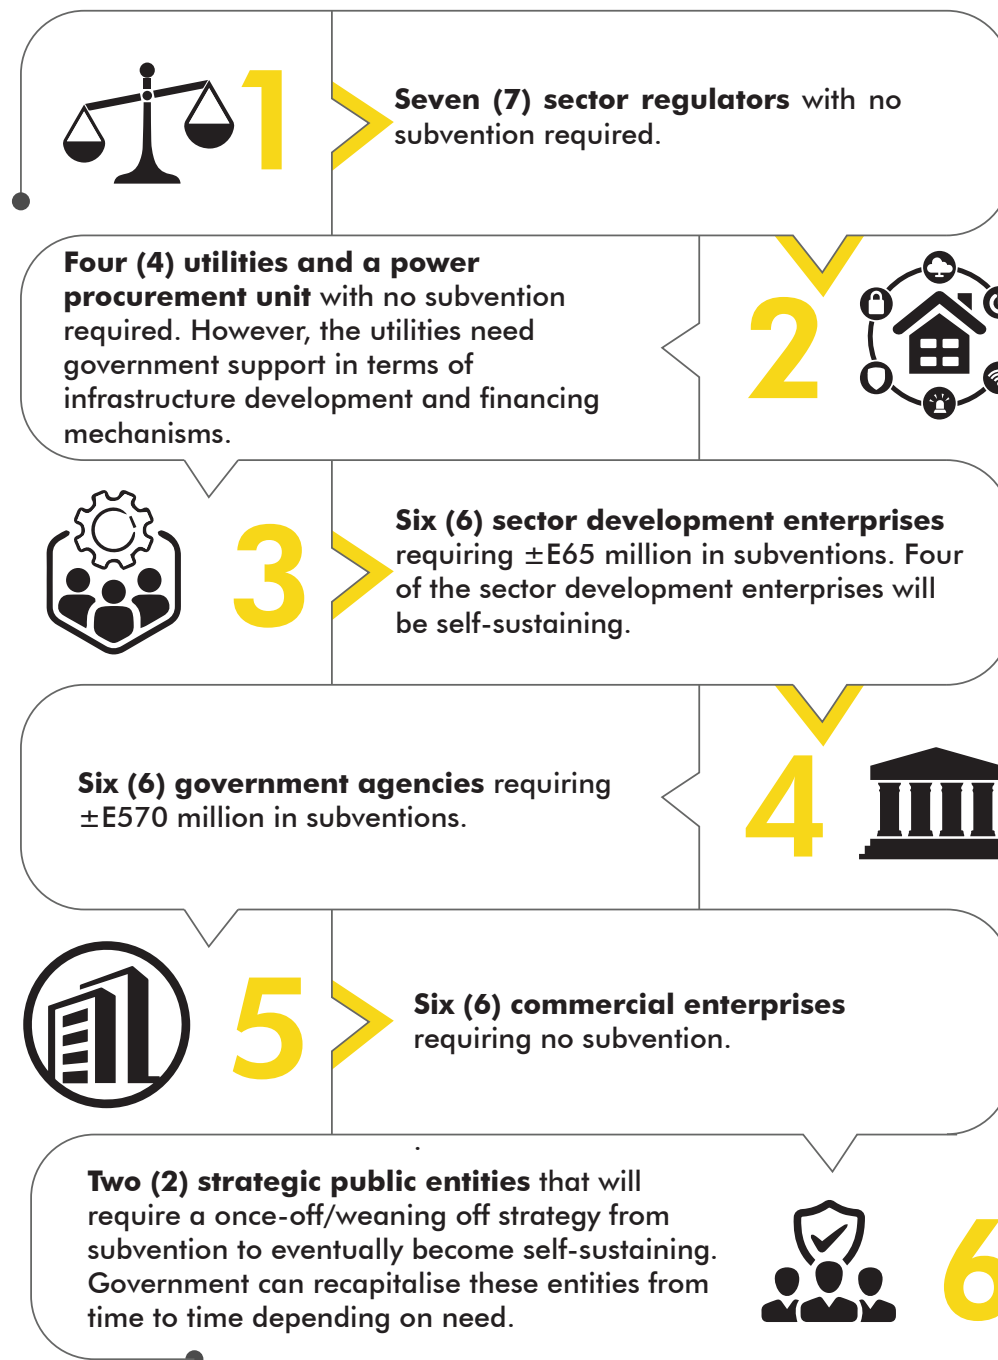 1
Seven (7) sector regulators with no
subvention required.
Four (4) utilities and a power
procurement unit with no subvention
required. However, the utilities need
government support in terms of
infrastructure development and financing
mechanisms.
2
3
Six (6) sector development enterprises
requiring ±E65 million in subventions. Four
of the sector development enterprises will
be self-sustaining.
Six (6) government agencies requiring
±E570 million in subventions.
4
5
Six (6) commercial enterprises
requiring no subvention.
.
Two (2) strategic public entities that will
require a once-off/weaning off strategy from
subvention to eventually become self-sustaining.
Government can recapitalise these entities from
time to time depending on need.
6